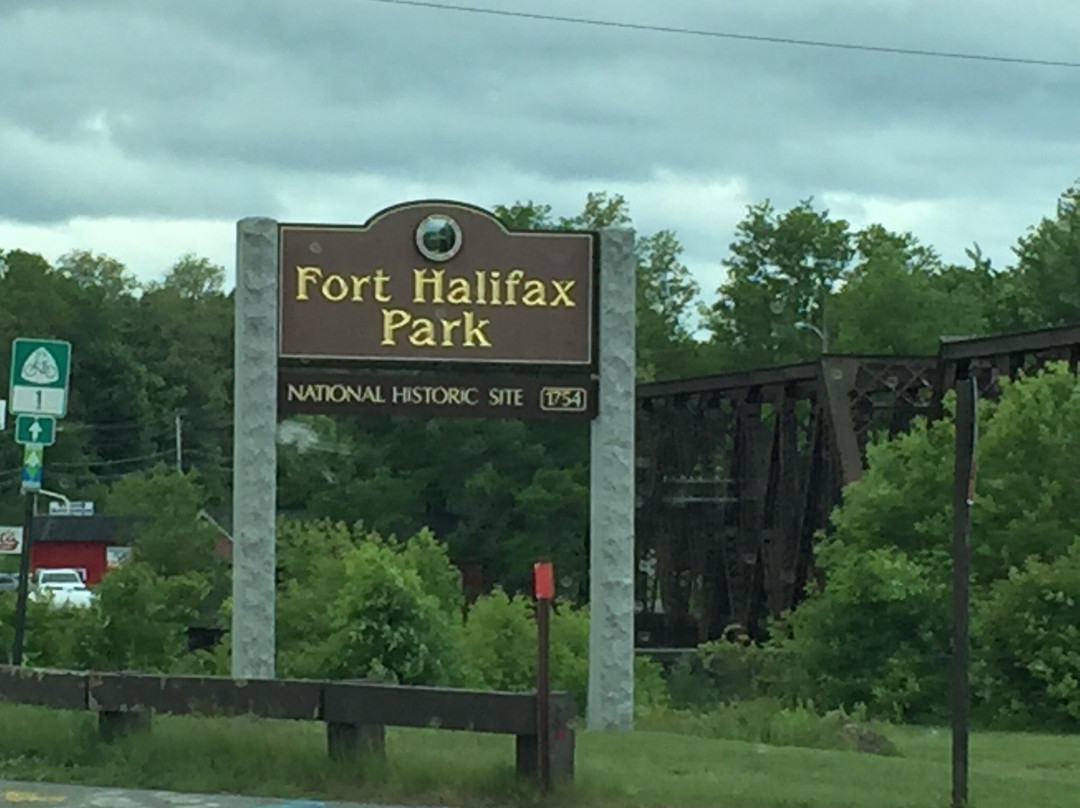 Fort Halifax
Park
NATIONAL HISTORIC SITE 1754
1